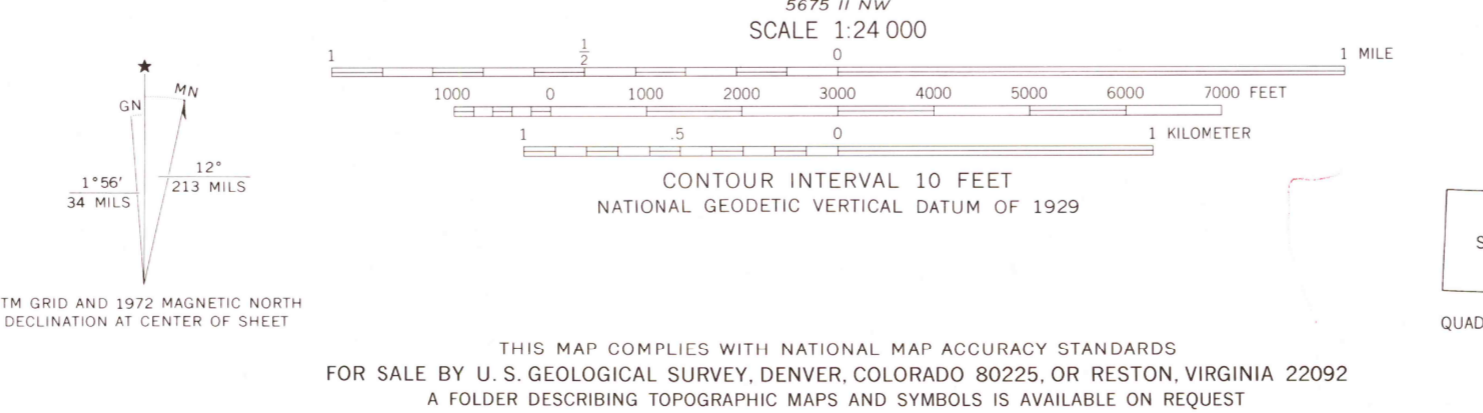 5675 II NW
SCALE 1:24 000
1 1/2 0 1 MILE
1000 0 1000 2000 3000 4000 5000 6000 7000 FEET
1 .5 0 1 KILOMETER
CONTOUR INTERVAL 10 FEET
NATIONAL GEODETIC VERTICAL DATUM OF 1929
★
GN MN
1°56′ 12°
34 MILS 213 MILS
TM GRID AND 1972 MAGNETIC NORTH
DECLINATION AT CENTER OF SHEET
S
QUAD
THIS MAP COMPLIES WITH NATIONAL MAP ACCURACY STANDARDS
FOR SALE BY U. S. GEOLOGICAL SURVEY, DENVER, COLORADO 80225, OR RESTON, VIRGINIA 22092
A FOLDER DESCRIBING TOPOGRAPHIC MAPS AND SYMBOLS IS AVAILABLE ON REQUEST